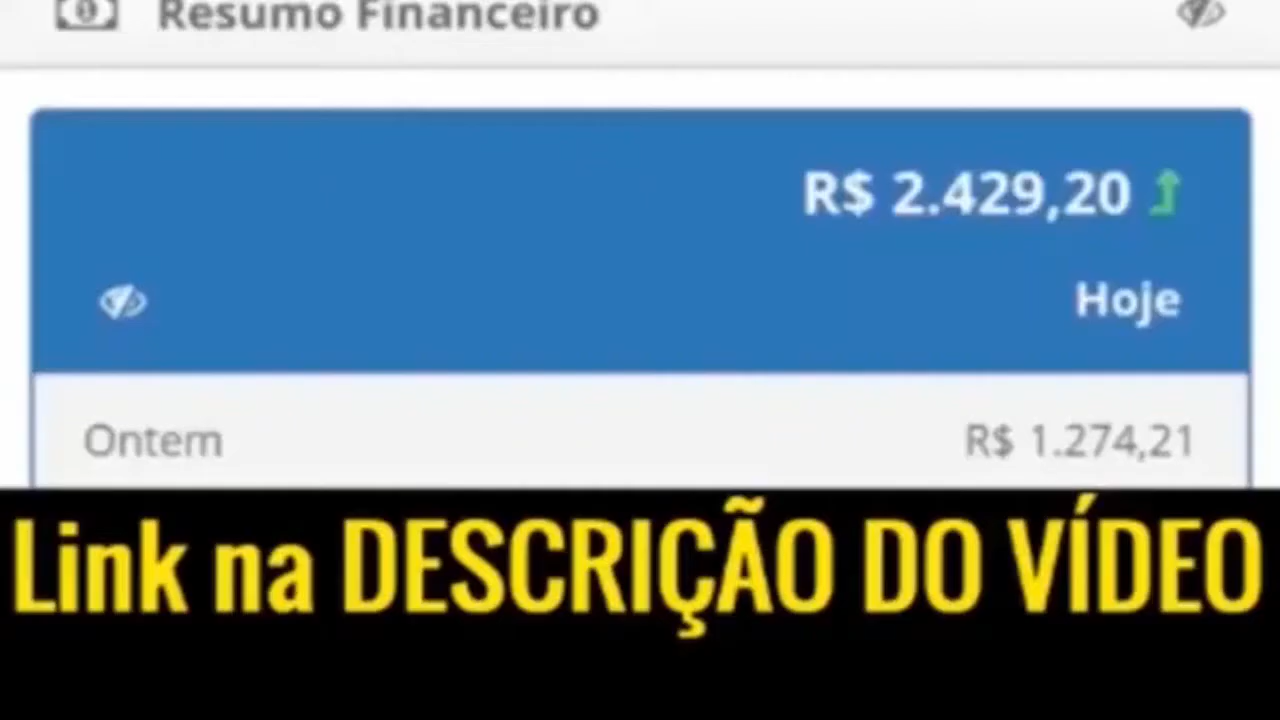 Resumo Financeiro
R$ 2.429,20
Hoje
Ontem R$ 1.274,21
Link na DESCRIÇÃO DO VÍDEO